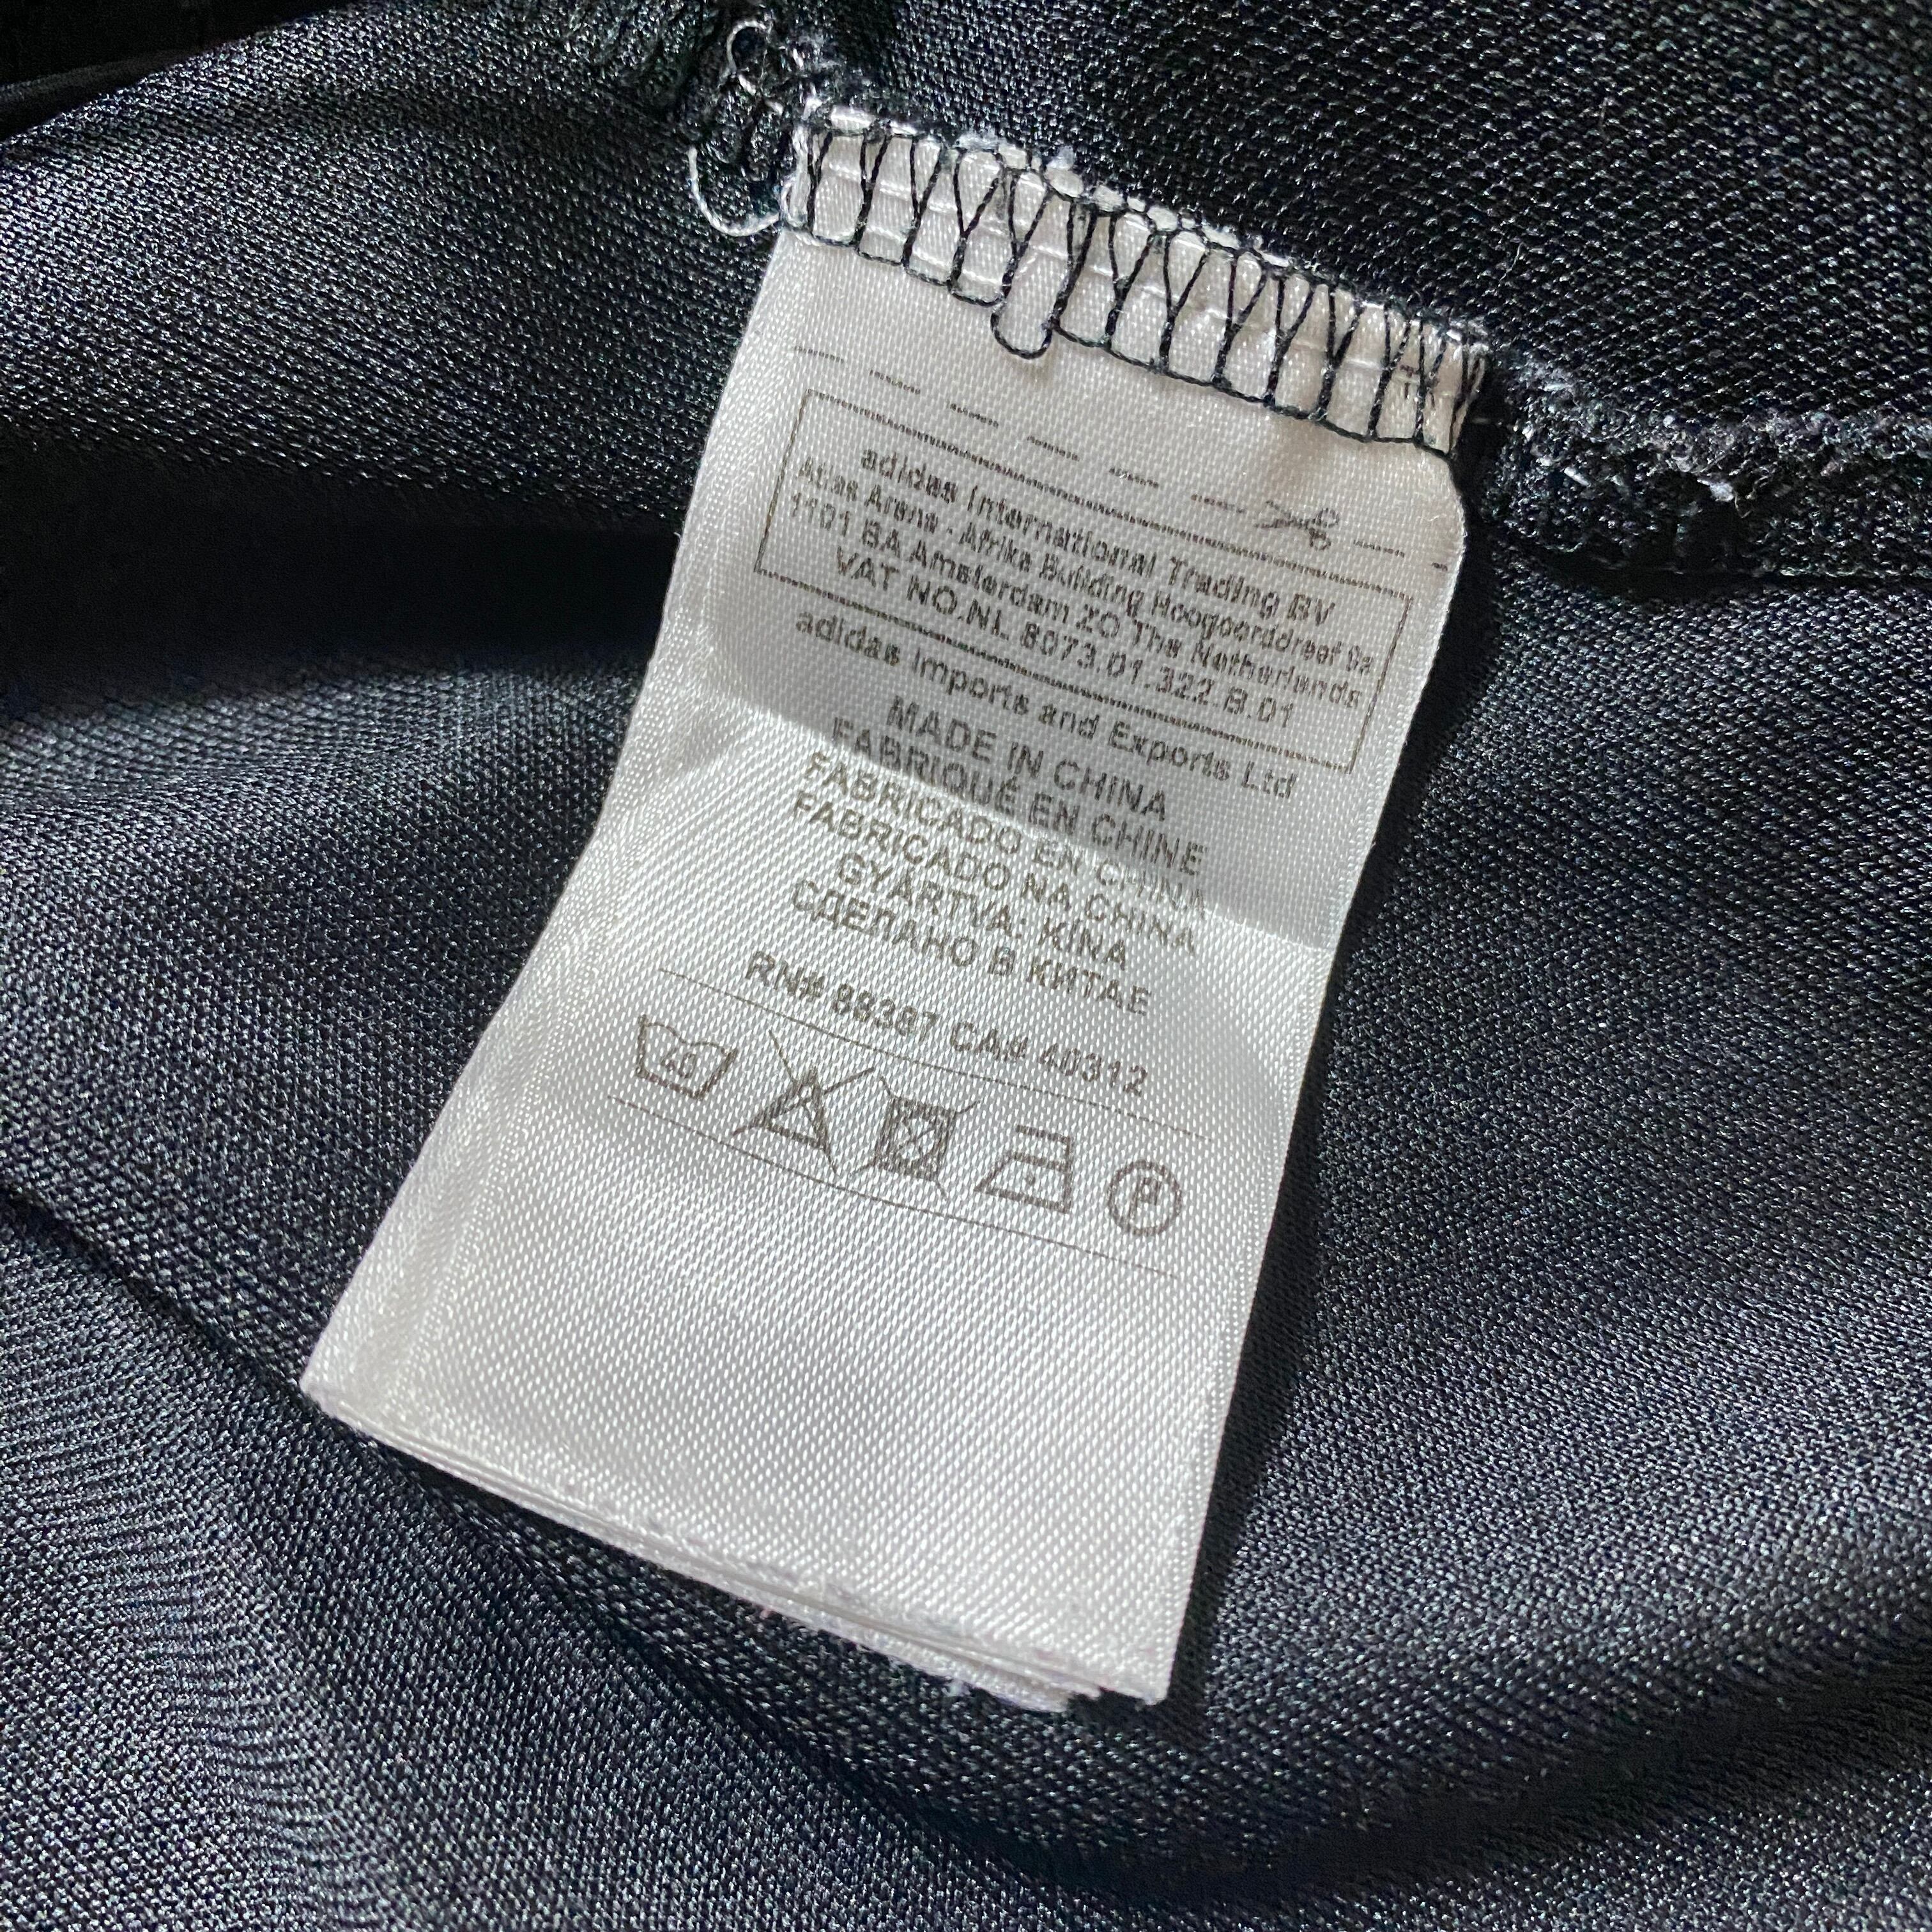 adidas International Trading BV
Atlas Arena - Afrika Building Hoogoorddreef 9a
1101 BA Amsterdam ZO The Netherlands
VAT NO.NL 8073.01.322.B.01
adidas Imports and Exports Ltd
MADE IN CHINA
FABRIQUÉ EN CHINE
FABRICADO EN CHINA
FABRICADO NA CHINA
GYÁRTVA: KINA
СДЕЛАНО В КИТАЕ
RN# 88387 CA# 40312
40
P